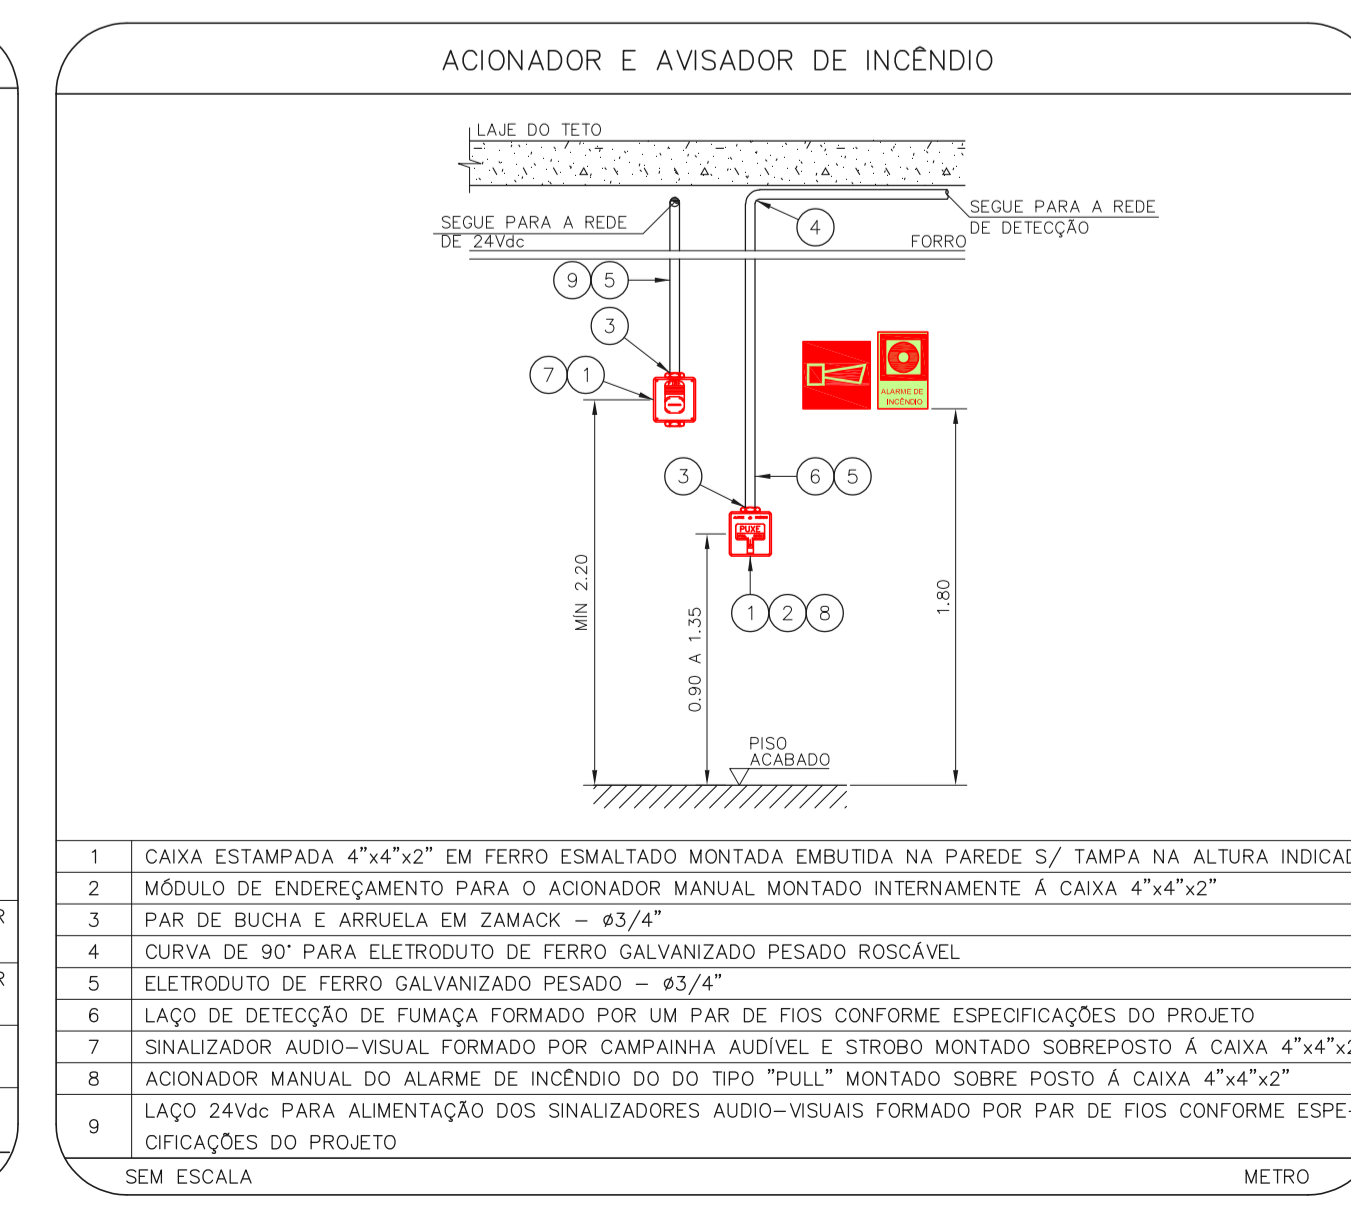 ACIONADOR E AVISADOR DE INCÊNDIO
LAJE DO TETO
SEGUE PARA A REDE
DE 24Vdc
SEGUE PARA A REDE
DE DETECÇÃO
4
FORRO
9 5
3
7 1
ALARME DE
INCÊNDIO
3
6 5
PUXE
1 2 8
MÍN 2.20
0.90 A 1.35
1.80
PISO
ACABADO
1 CAIXA ESTAMPADA 4"x4"x2" EM FERRO ESMALTADO MONTADA EMBUTIDA NA PAREDE S/ TAMPA NA ALTURA INDICAD
2 MÓDULO DE ENDEREÇAMENTO PARA O ACIONADOR MANUAL MONTADO INTERNAMENTE Á CAIXA 4"x4"x2"
3 PAR DE BUCHA E ARRUELA EM ZAMACK – ø3/4"
4 CURVA DE 90° PARA ELETRODUTO DE FERRO GALVANIZADO PESADO ROSCÁVEL
5 ELETRODUTO DE FERRO GALVANIZADO PESADO – ø3/4"
6 LAÇO DE DETECÇÃO DE FUMAÇA FORMADO POR UM PAR DE FIOS CONFORME ESPECIFICAÇÕES DO PROJETO
7 SINALIZADOR AUDIO–VISUAL FORMADO POR CAMPAINHA AUDÍVEL E STROBO MONTADO SOBREPOSTO Á CAIXA 4"x4"x2
8 ACIONADOR MANUAL DO ALARME DE INCÊNDIO DO DO TIPO "PULL" MONTADO SOBRE POSTO Á CAIXA 4"x4"x2"
9 LAÇO 24Vdc PARA ALIMENTAÇÃO DOS SINALIZADORES AUDIO–VISUAIS FORMADO POR PAR DE FIOS CONFORME ESPE-
CIFICAÇÕES DO PROJETO
R
R
SEM ESCALA
METRO